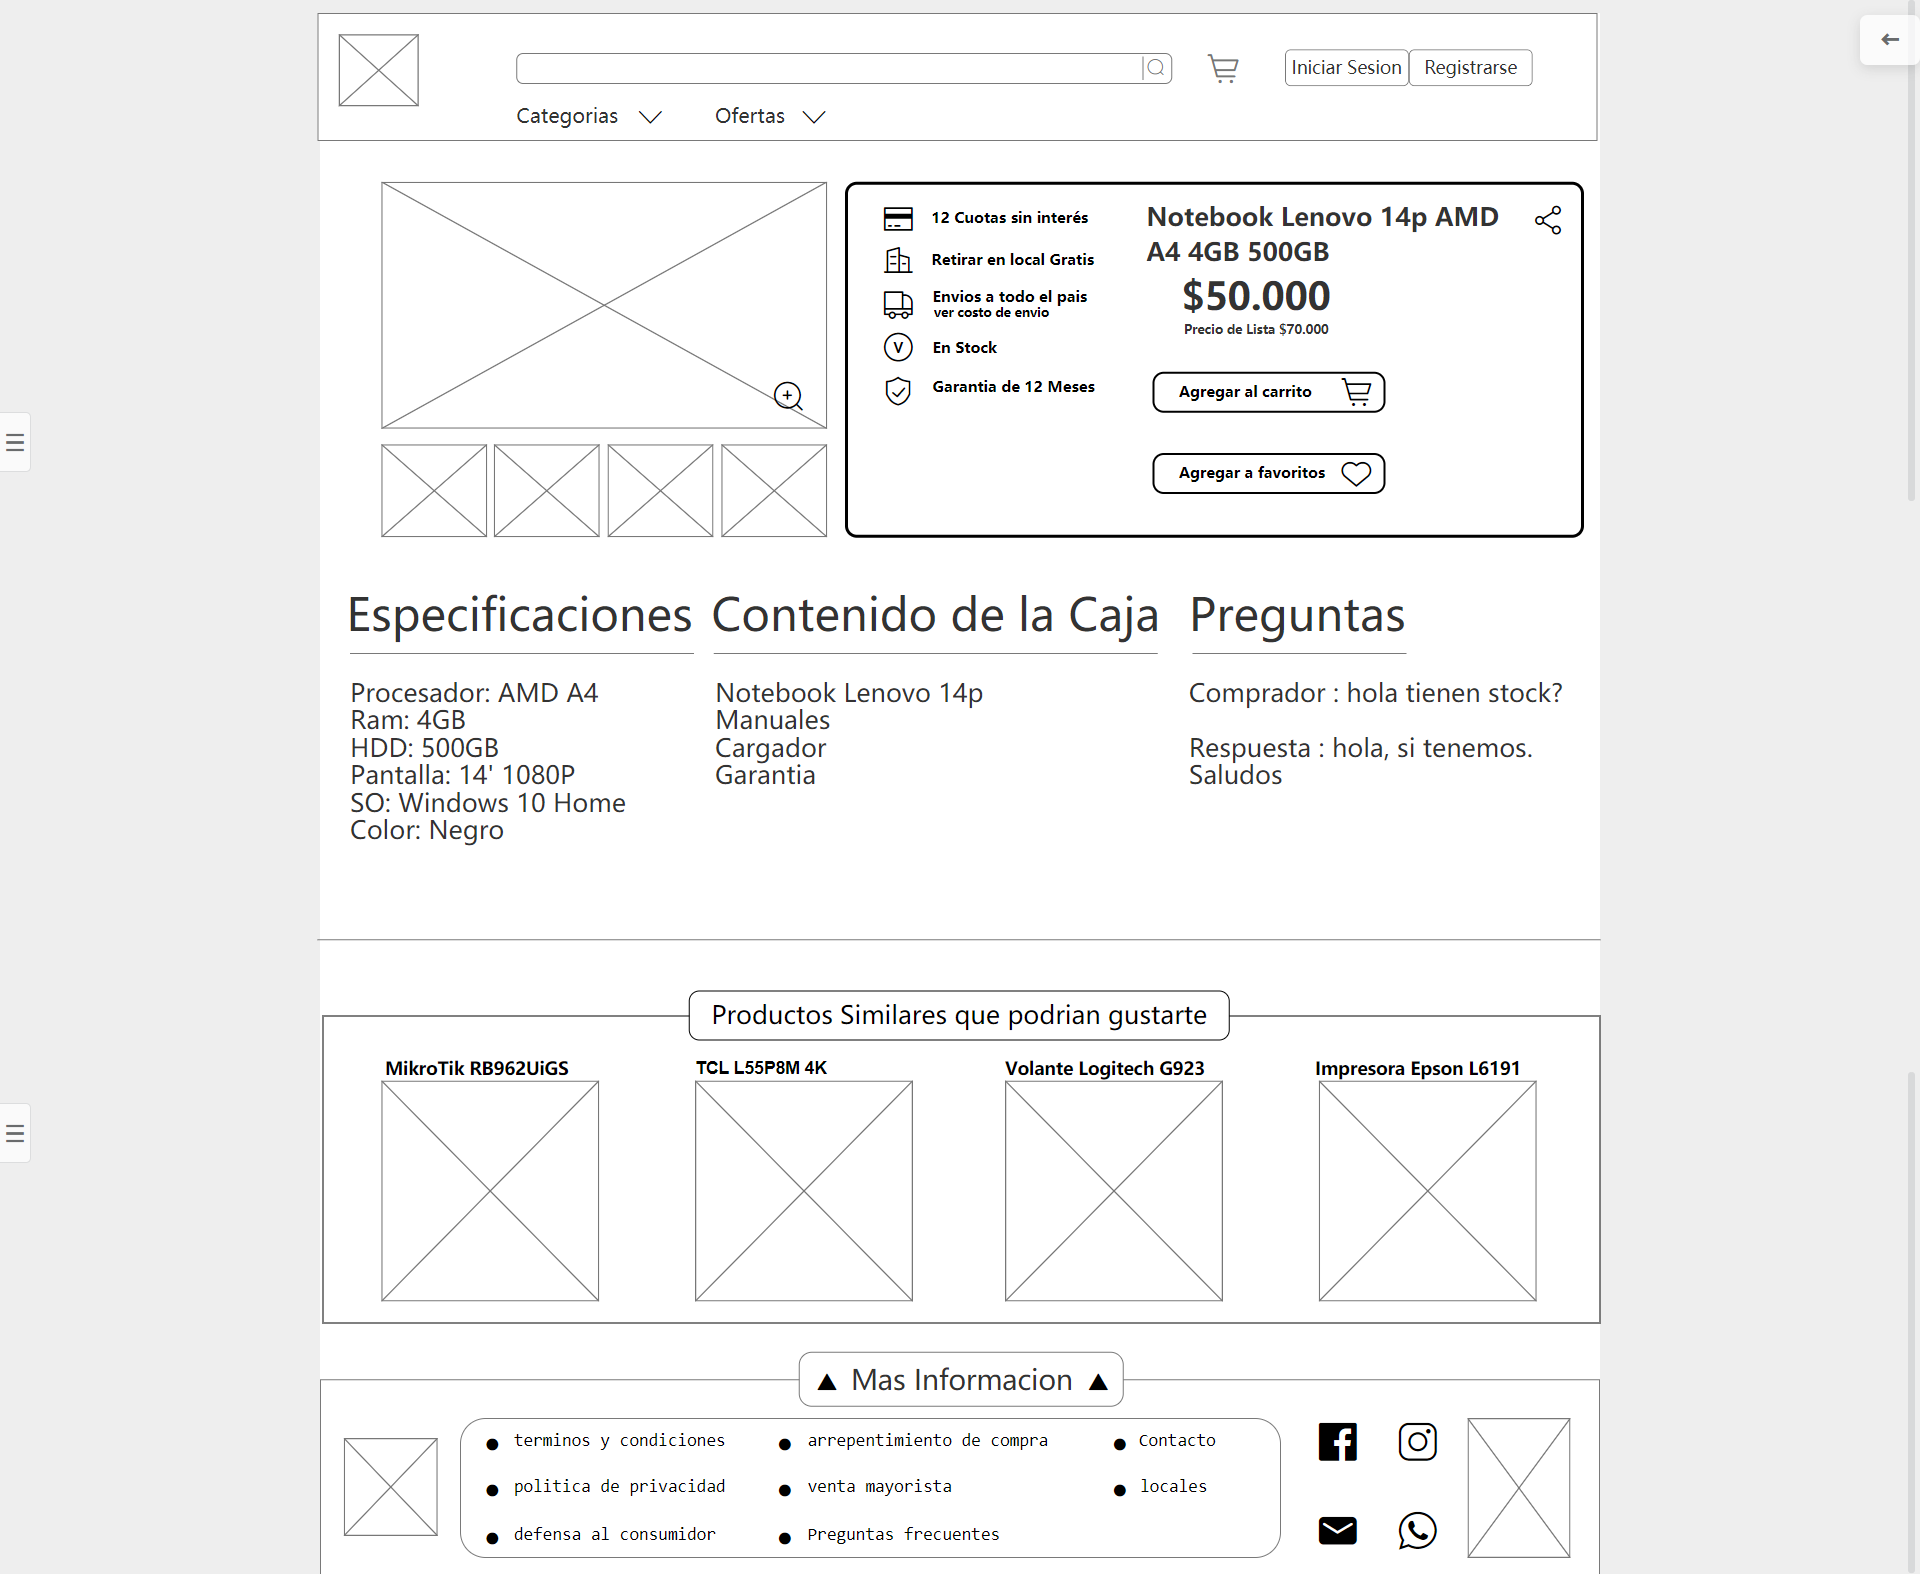 Iniciar Sesion
Registrarse
Categorias
Ofertas
12 Cuotas sin interés
Retirar en local Gratis
Envios a todo el pais
ver costo de envio
V
En Stock
Garantia de 12 Meses
Notebook Lenovo 14p AMD
A4 4GB 500GB
$50.000
Precio de Lista $70.000
Agregar al carrito
Agregar a favoritos
Especificaciones
Procesador: AMD A4
Ram: 4GB
HDD: 500GB
Pantalla: 14' 1080P
SO: Windows 10 Home
Color: Negro
Contenido de la Caja
Notebook Lenovo 14p
Manuales
Cargador
Garantia
Preguntas
Comprador : hola tienen stock?
Respuesta : hola, si tenemos.
Saludos
Productos Similares que podrian gustarte
MikroTik RB962UiGS
TCL L55P8M 4K
Volante Logitech G923
Impresora Epson L6191
Mas Informacion
terminos y condiciones
politica de privacidad
defensa al consumidor
arrepentimiento de compra
venta mayorista
Preguntas frecuentes
Contacto
locales